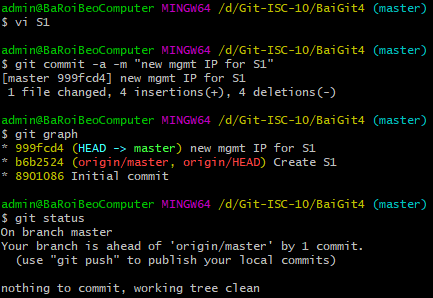 admin@BaRoiBeoComputer MINGW64 /d/Git-ISC-10/BaiGit4 (master)
$ vi S1
admin@BaRoiBeoComputer MINGW64 /d/Git-ISC-10/BaiGit4 (master)
$ git commit -a -m "new mgmt IP for S1"
[master 999fcd4] new mgmt IP for S1
 1 file changed, 4 insertions(+), 4 deletions(-)
admin@BaRoiBeoComputer MINGW64 /d/Git-ISC-10/BaiGit4 (master)
$ git graph
* 999fcd4 (HEAD -> master) new mgmt IP for S1
* b6b2524 (origin/master, origin/HEAD) Create S1
* 8901086 Initial commit
admin@BaRoiBeoComputer MINGW64 /d/Git-ISC-10/BaiGit4 (master)
$ git status
On branch master
Your branch is ahead of 'origin/master' by 1 commit.
  (use "git push" to publish your local commits)
nothing to commit, working tree clean